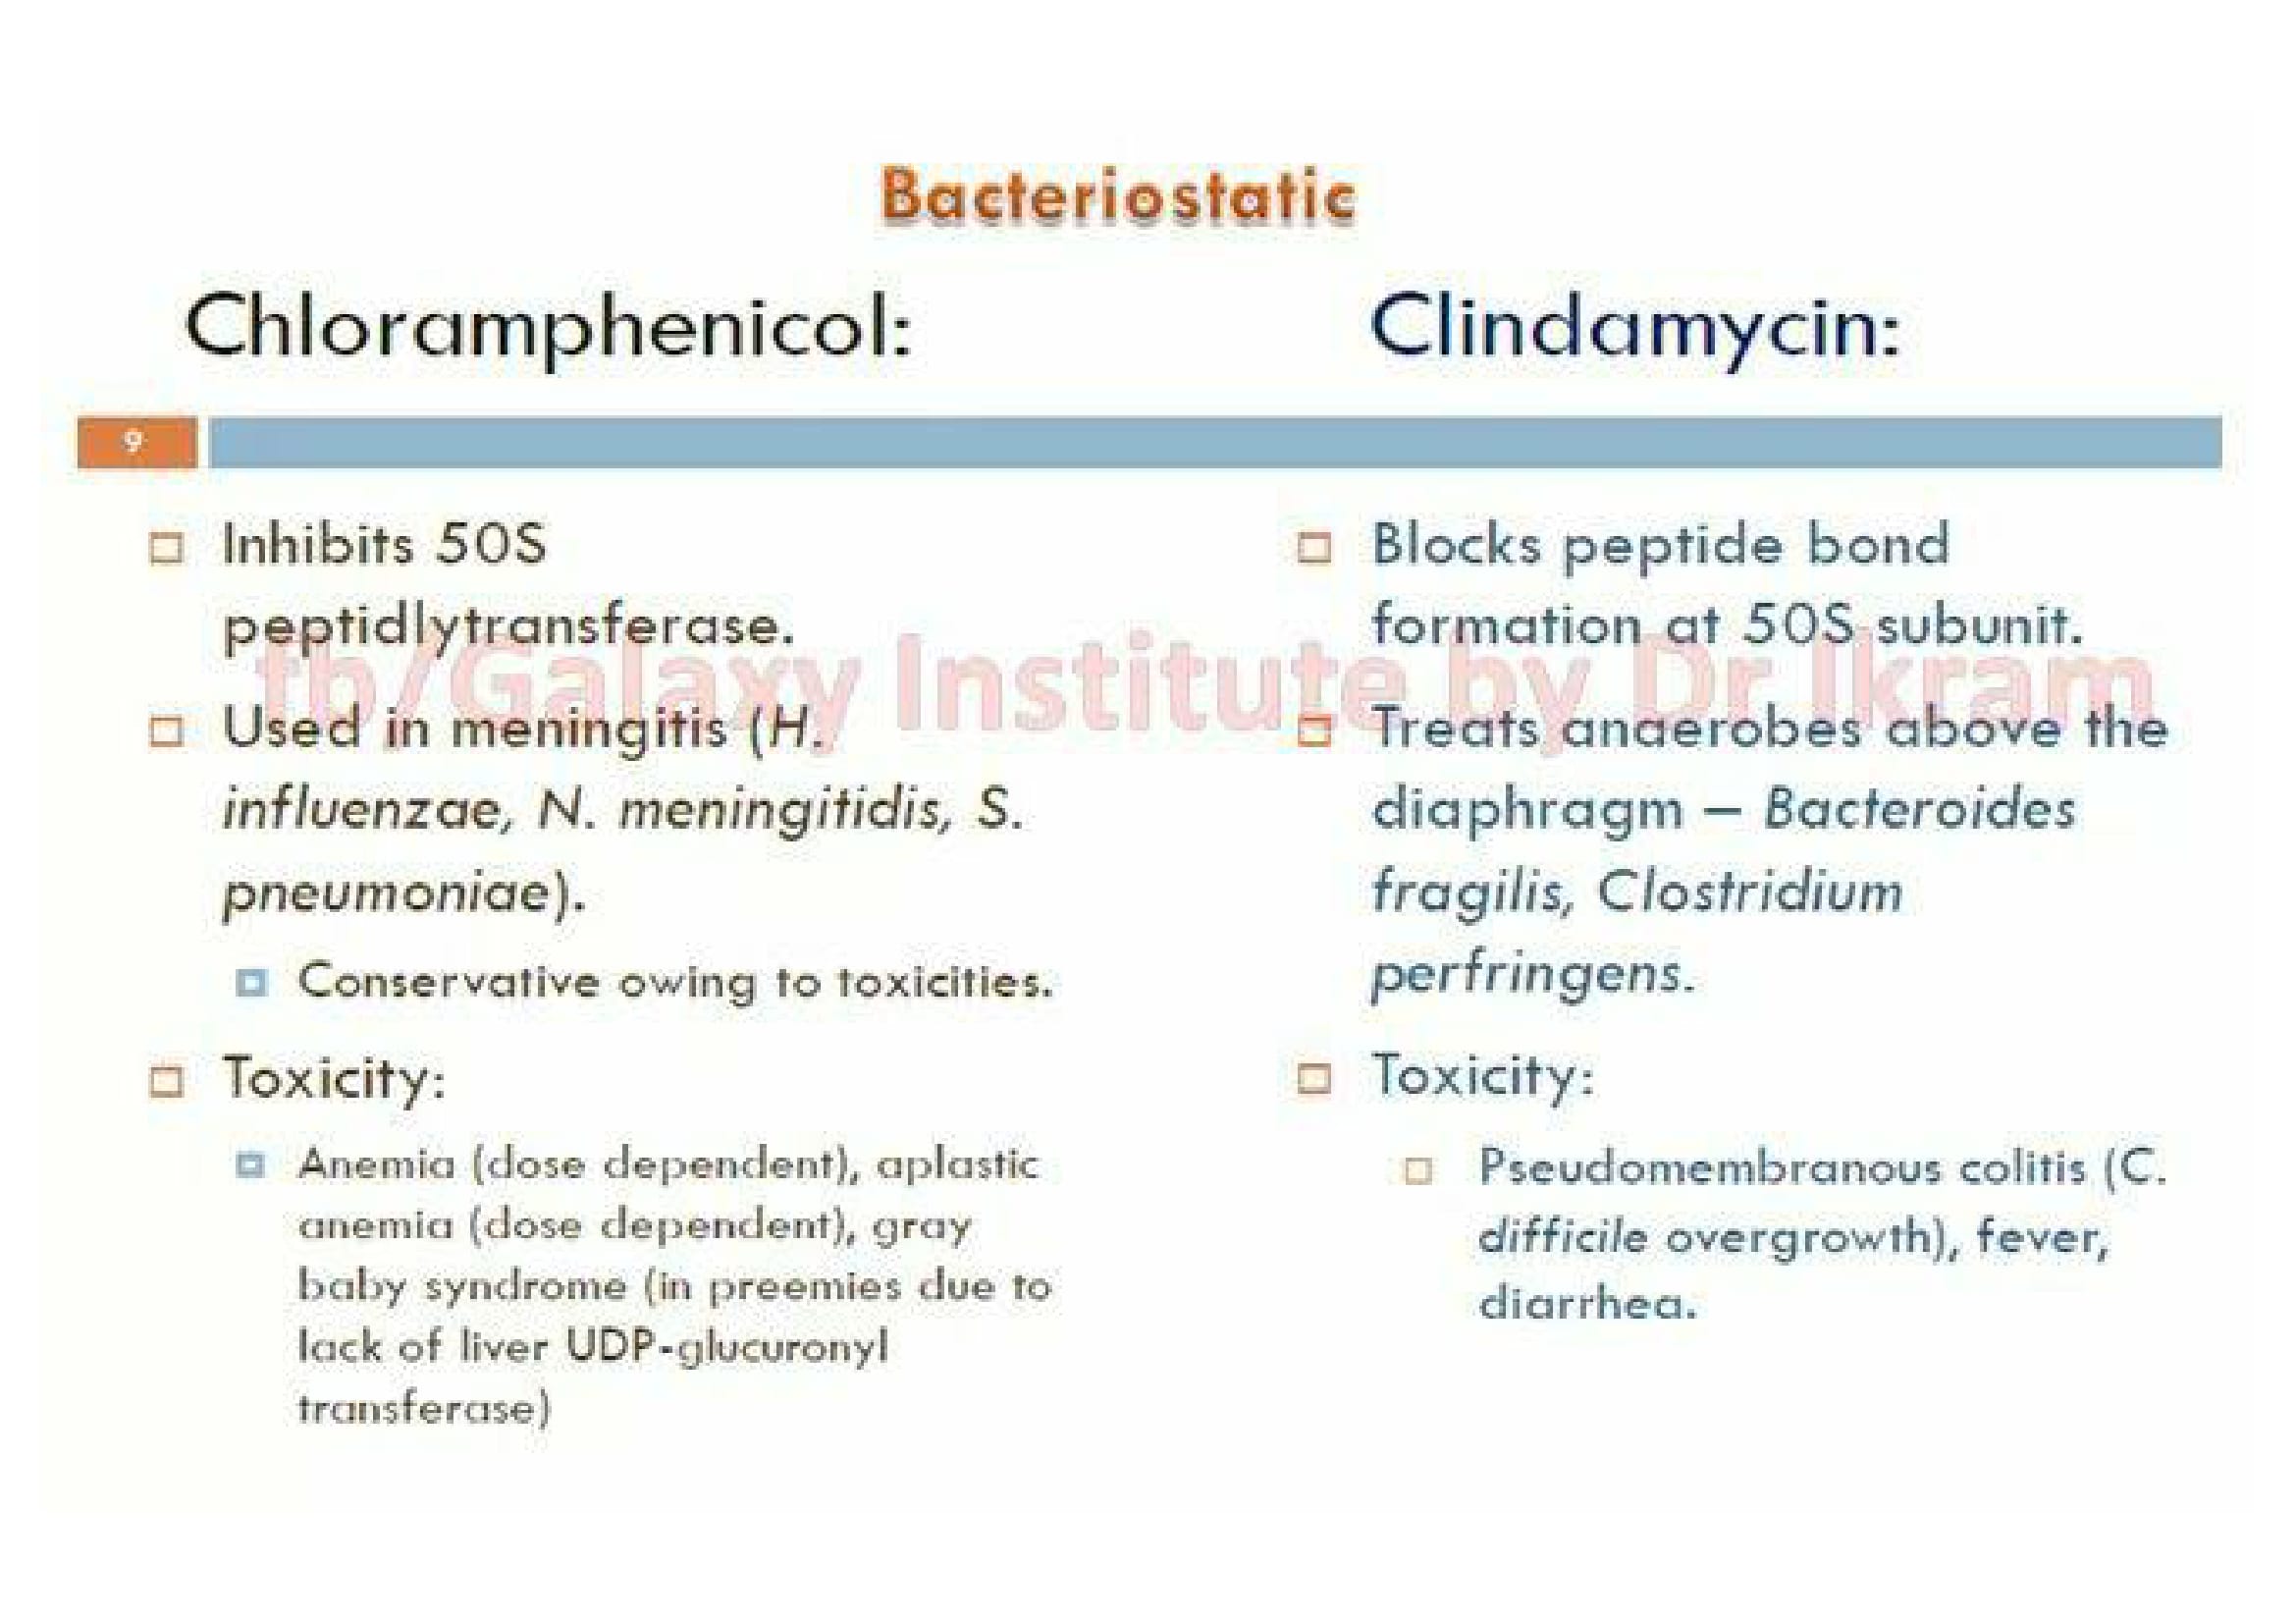 Bacteriostatic
Chloramphenicol:
Clindamycin:
9
Inhibits 50S
peptidlytransferase.
Used in meningitis (H.
influenzae, N. meningitidis, S.
pneumoniae).
Conservative owing to toxicities.
Toxicity:
Anemia (dose dependent), aplastic
anemia (dose dependent), gray
baby syndrome (in preemies due to
lack of liver UDP-glucuronyl
transferase)
Blocks peptide bond
formation at 50S subunit.
Treats anaerobes above the
diaphragm – Bacteroides
fragilis, Clostridium
perfringens.
Toxicity:
Pseudomembranous colitis (C.
difficile overgrowth), fever,
diarrhea.
fb/Galaxy Institute by Dr Ikram